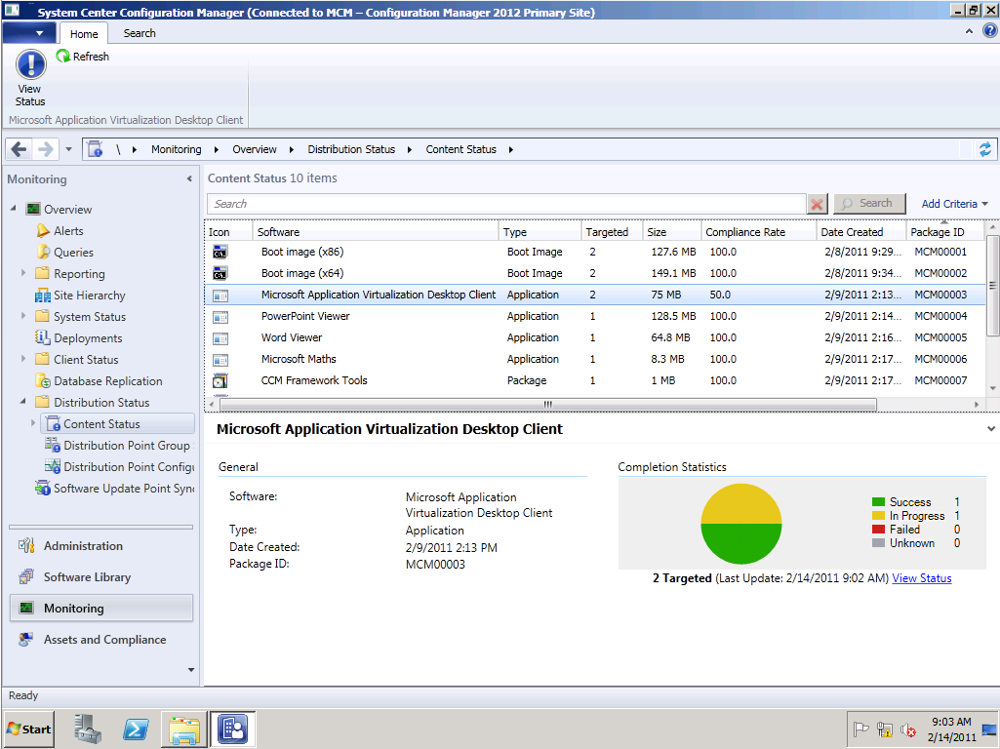 System Center Configuration Manager (Connected to MCM – Configuration Manager 2012 Primary Site)
Home Search
Refresh
View
Status
Microsoft Application Virtualization Desktop Client
\ Monitoring Overview Distribution Status Content Status
Monitoring
Overview
Alerts
Queries
Reporting
Site Hierarchy
System Status
Deployments
Client Status
Database Replication
Distribution Status
Content Status
Distribution Point Group
Distribution Point Configu
Software Update Point Sync
Administration
Software Library
Monitoring
Assets and Compliance
Content Status 10 items
Search Search Add Criteria
Icon Software Type Targeted Size Compliance Rate Date Created Package ID
C:\. Boot image (x86) Boot Image 2 127.6 MB 100.0 2/8/2011 9:29... MCM00001
C:\. Boot image (x64) Boot Image 2 149.1 MB 100.0 2/8/2011 9:34... MCM00002
Microsoft Application Virtualization Desktop Client Application 2 75 MB 50.0 2/9/2011 2:13... MCM00003
PowerPoint Viewer Application 1 128.5 MB 100.0 2/9/2011 2:14... MCM00004
Word Viewer Application 1 64.8 MB 100.0 2/9/2011 2:16... MCM00005
Microsoft Maths Application 1 8.3 MB 100.0 2/9/2011 2:17... MCM00006
CCM Framework Tools Package 1 1 MB 100.0 2/9/2011 2:17... MCM00007
Microsoft Application Virtualization Desktop Client
General
Software: Microsoft Application
Virtualization Desktop Client
Type: Application
Date Created: 2/9/2011 2:13 PM
Package ID: MCM00003
Completion Statistics
Success 1
In Progress 1
Failed 0
Unknown 0
2 Targeted (Last Update: 2/14/2011 9:02 AM) View Status
Ready
Start
9:03 AM
2/14/2011